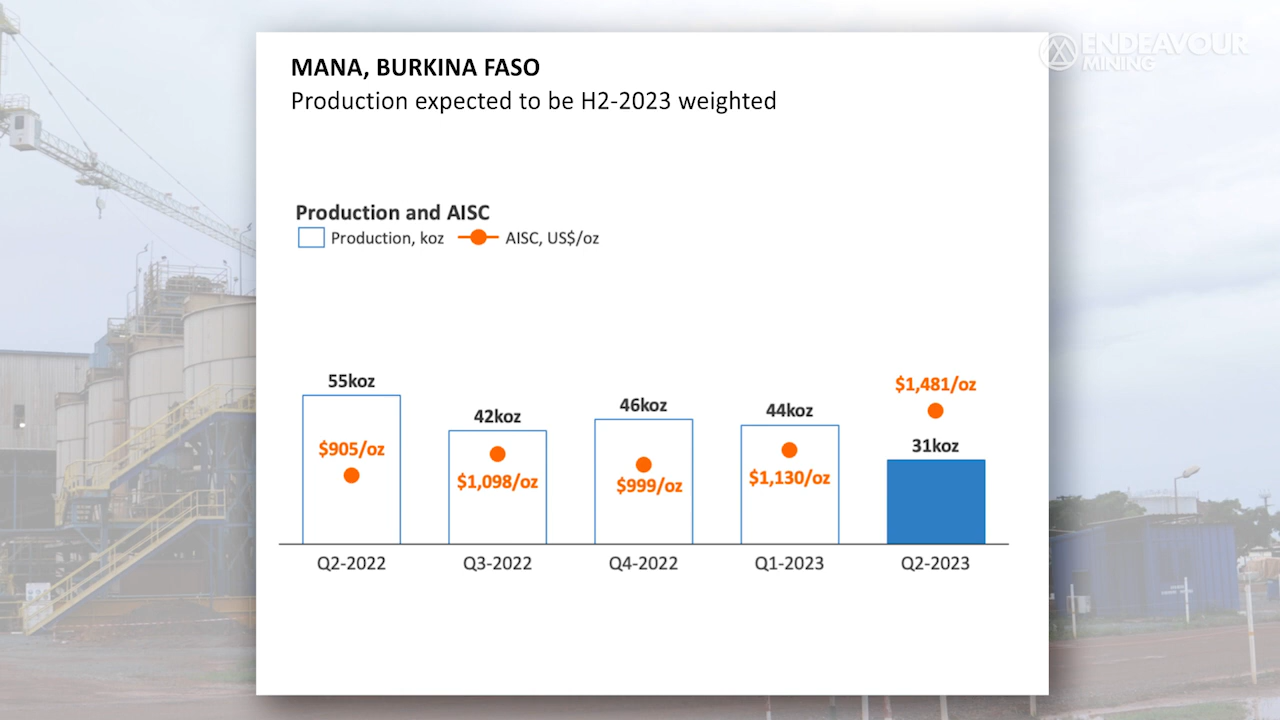 ENDEAVOUR
MINING
MANA, BURKINA FASO
Production expected to be H2-2023 weighted
Production and AISC
Production, koz
AISC, US$/oz
55koz
42koz
46koz
44koz
31koz
$905/oz
$1,098/oz
$999/oz
$1,130/oz
$1,481/oz
Q2-2022
Q3-2022
Q4-2022
Q1-2023
Q2-2023